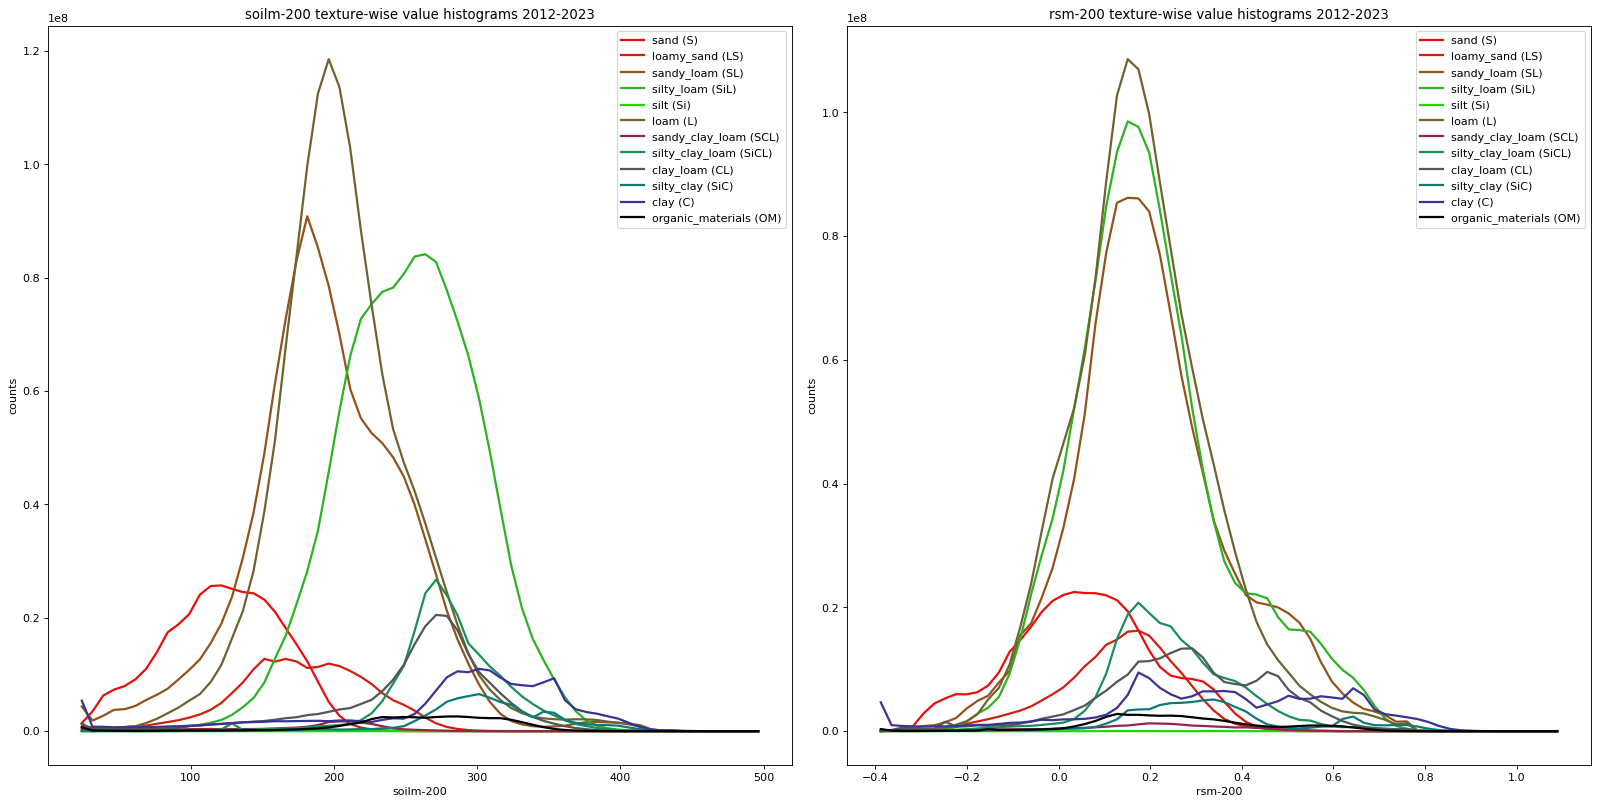 soilm-200 texture-wise value histograms 2012-2023
1e8
1.2
1.0
0.8
0.6
0.4
0.2
0.0
counts
100
200
300
400
500
soilm-200
sand (S)
loamy_sand (LS)
sandy_loam (SL)
silty_loam (SiL)
silt (Si)
loam (L)
sandy_clay_loam (SCL)
silty_clay_loam (SiCL)
clay_loam (CL)
silty_clay (SiC)
clay (C)
organic_materials (OM)
rsm-200 texture-wise value histograms 2012-2023
1e8
1.0
0.8
0.6
0.4
0.2
0.0
counts
−0.4
−0.2
0.0
0.2
0.4
0.6
0.8
1.0
rsm-200
sand (S)
loamy_sand (LS)
sandy_loam (SL)
silty_loam (SiL)
silt (Si)
loam (L)
sandy_clay_loam (SCL)
silty_clay_loam (SiCL)
clay_loam (CL)
silty_clay (SiC)
clay (C)
organic_materials (OM)